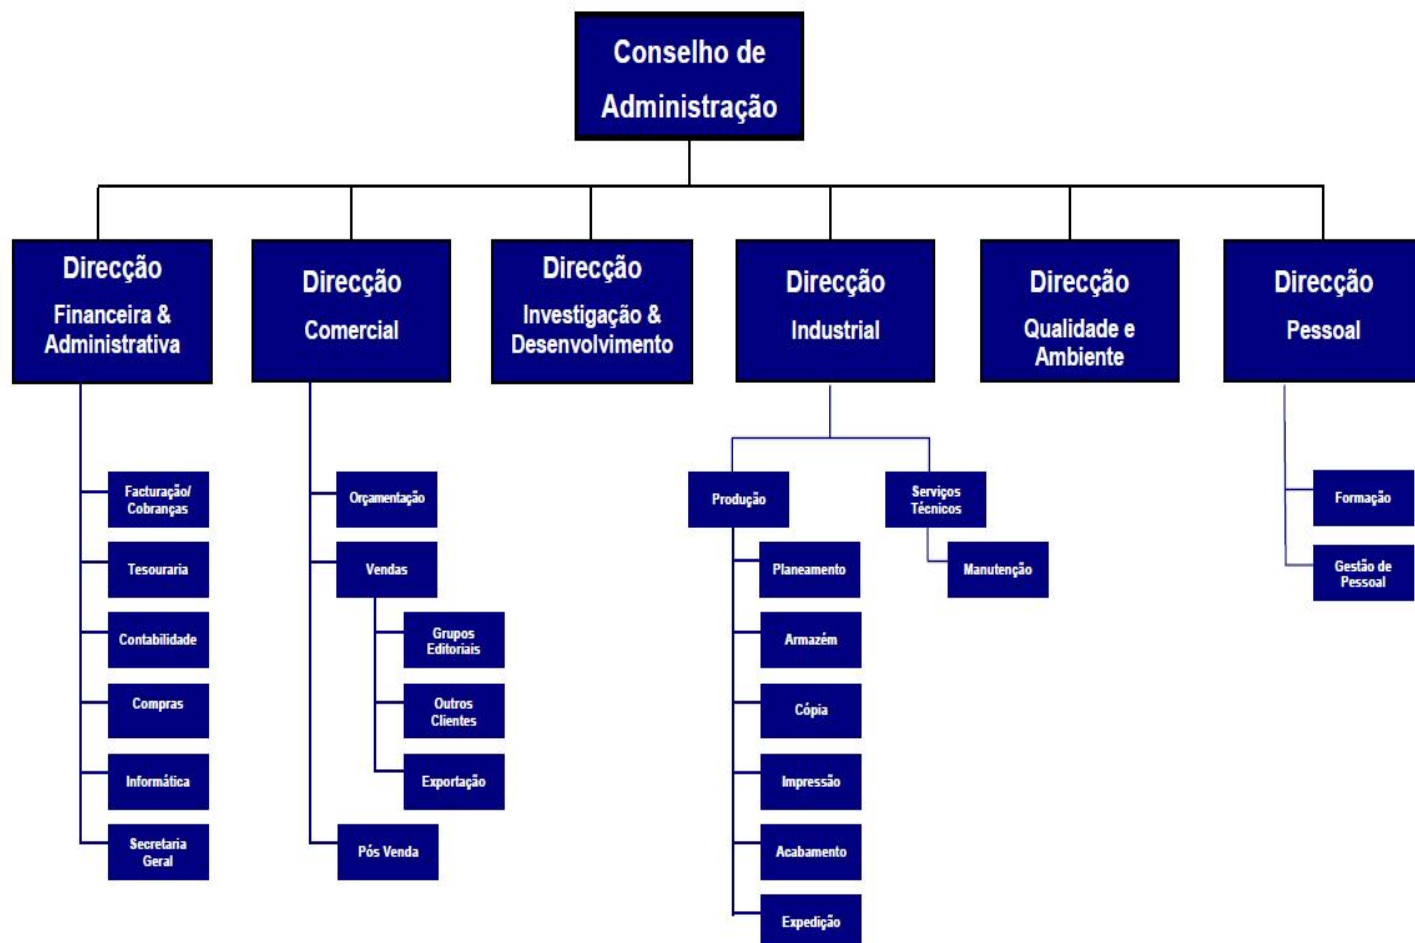 Conselho de
Administração
Direcção
Financeira &
Administrativa
Direcção
Comercial
Direcção
Investigação &
Desenvolvimento
Direcção
Industrial
Direcção
Qualidade e
Ambiente
Direcção
Pessoal
Facturação/
Cobranças
Tesouraria
Contabilidade
Compras
Informática
Secretaria
Geral
Orçamentação
Vendas
Grupos
Editoriais
Outros
Clientes
Exportação
Pós Venda
Produção
Planeamento
Armazém
Cópia
Impressão
Acabamento
Expedição
Serviços
Técnicos
Manutenção
Formação
Gestão de
Pessoal